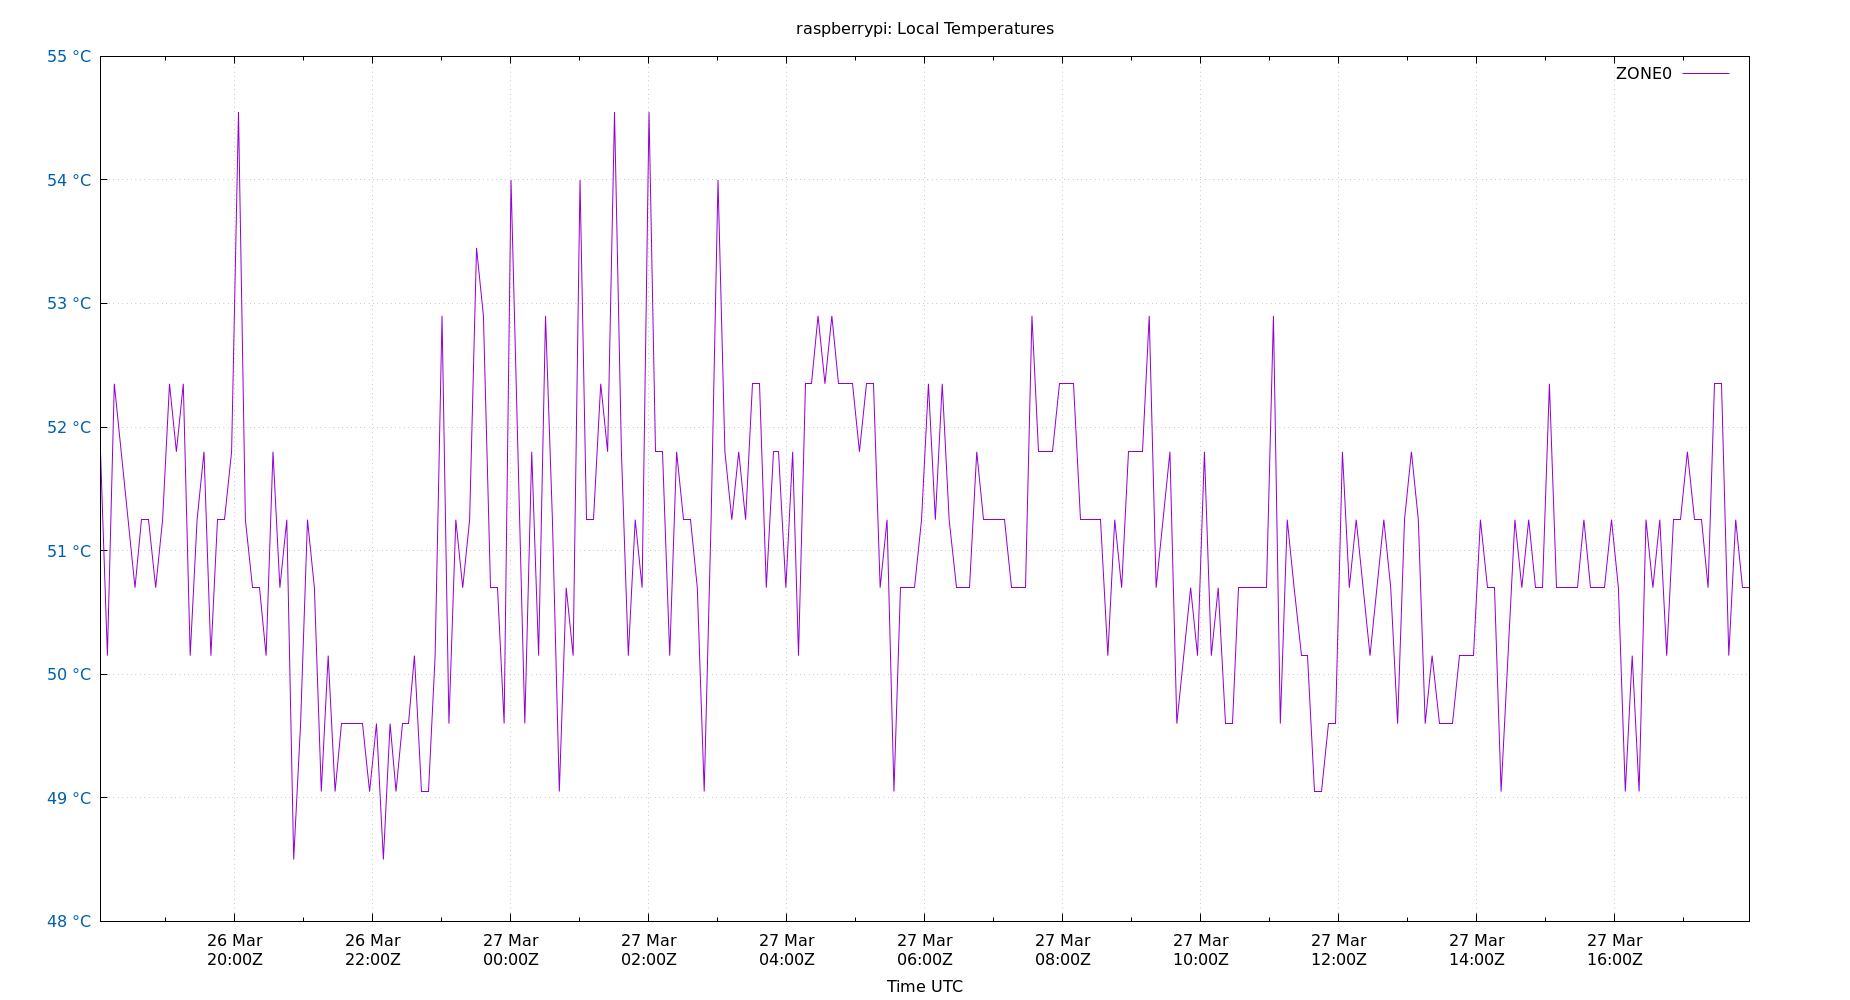 raspberrypi: Local Temperatures
55 °C
ZONE0
54 °C
53 °C
52 °C
51 °C
50 °C
49 °C
48 °C
26 Mar 26 Mar 27 Mar 27 Mar 27 Mar 27 Mar 27 Mar 27 Mar 27 Mar 27 Mar 27 Mar
20:00Z 22:00Z 00:00Z 02:00Z 04:00Z 06:00Z 08:00Z 10:00Z 12:00Z 14:00Z 16:00Z
Time UTC